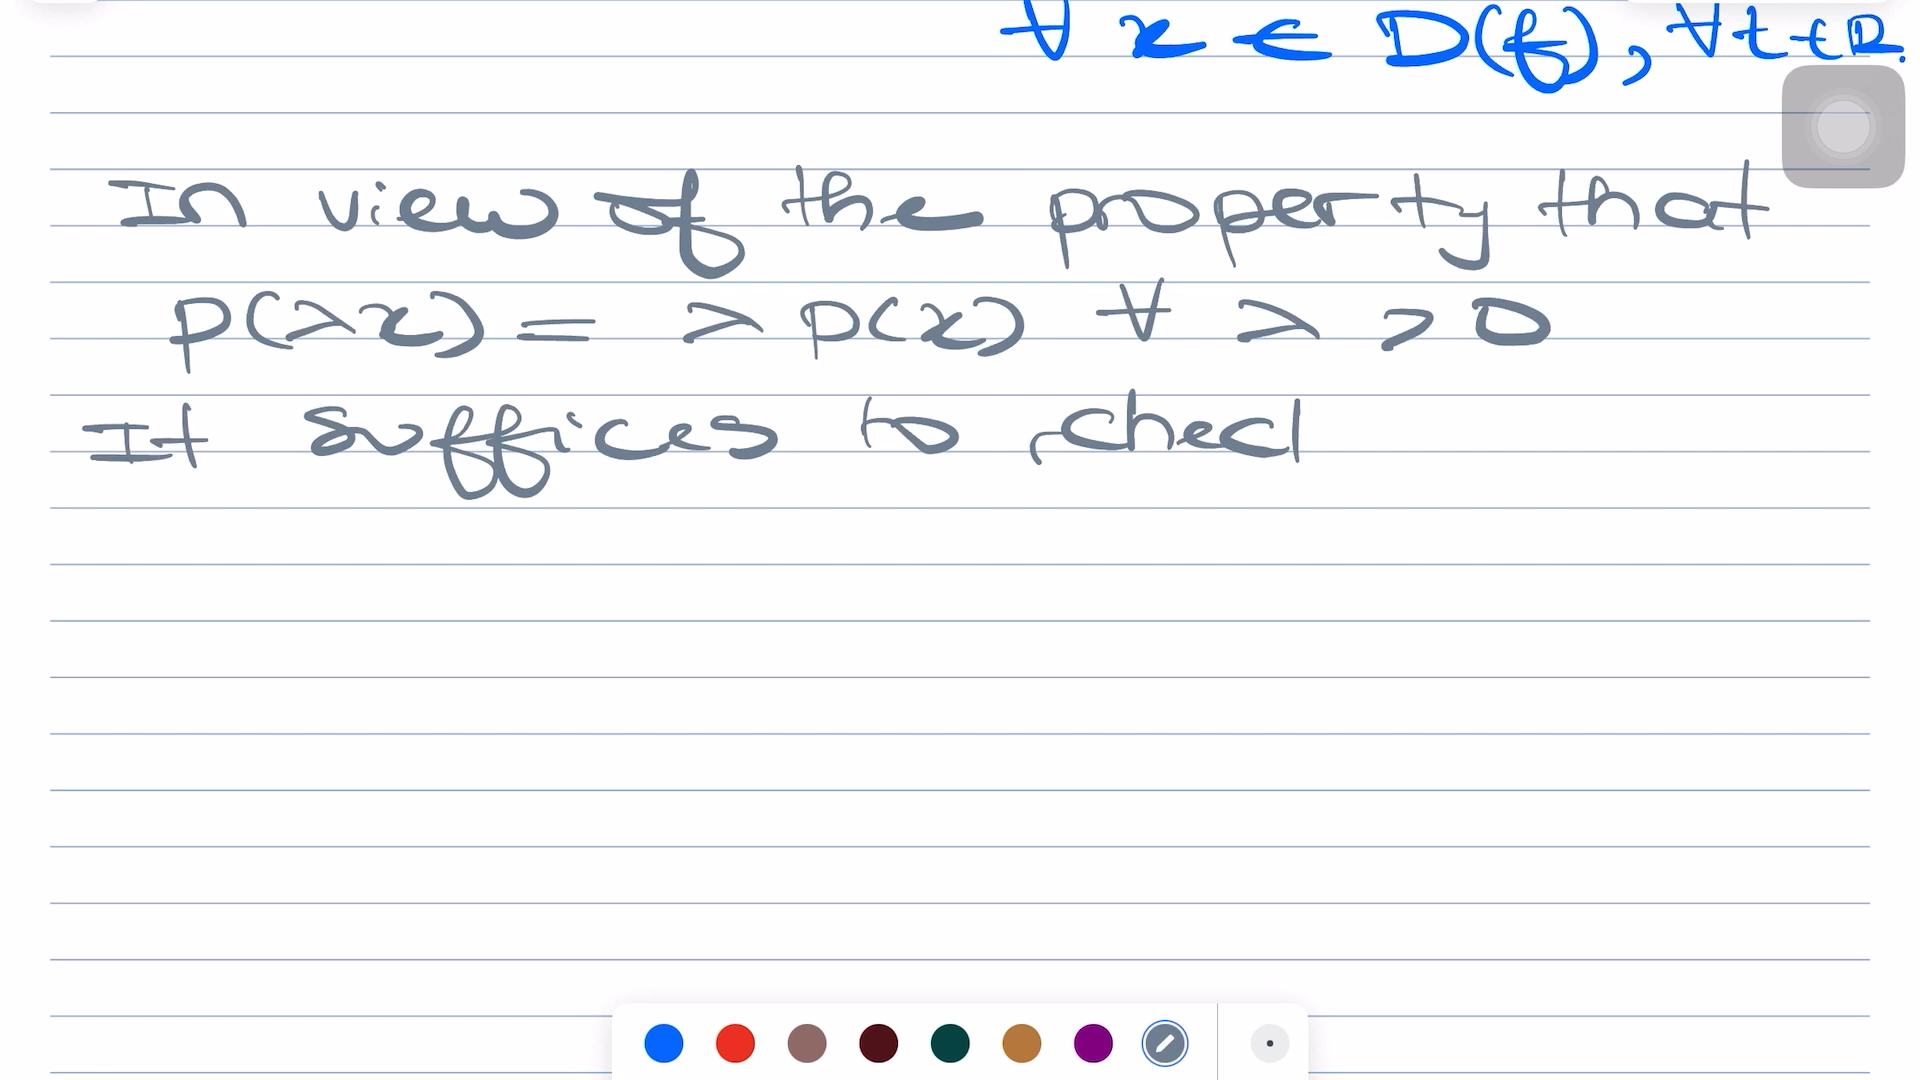 ∀ x ∈ D(f), ∀ t ∈ R.
In view of the property that
p(λx) = λ p(x) ∀ λ > 0
It suffices to checl